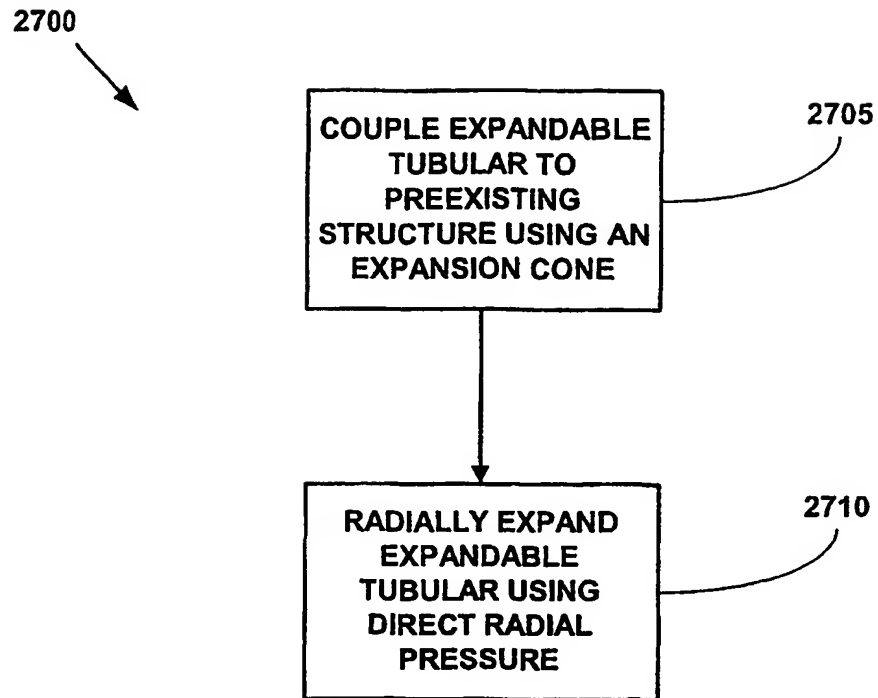 2700
COUPLE EXPANDABLE
TUBULAR TO
PREEXISTING
STRUCTURE USING AN
EXPANSION CONE
2705
RADIALLY EXPAND
EXPANDABLE
TUBULAR USING
DIRECT RADIAL
PRESSURE
2710